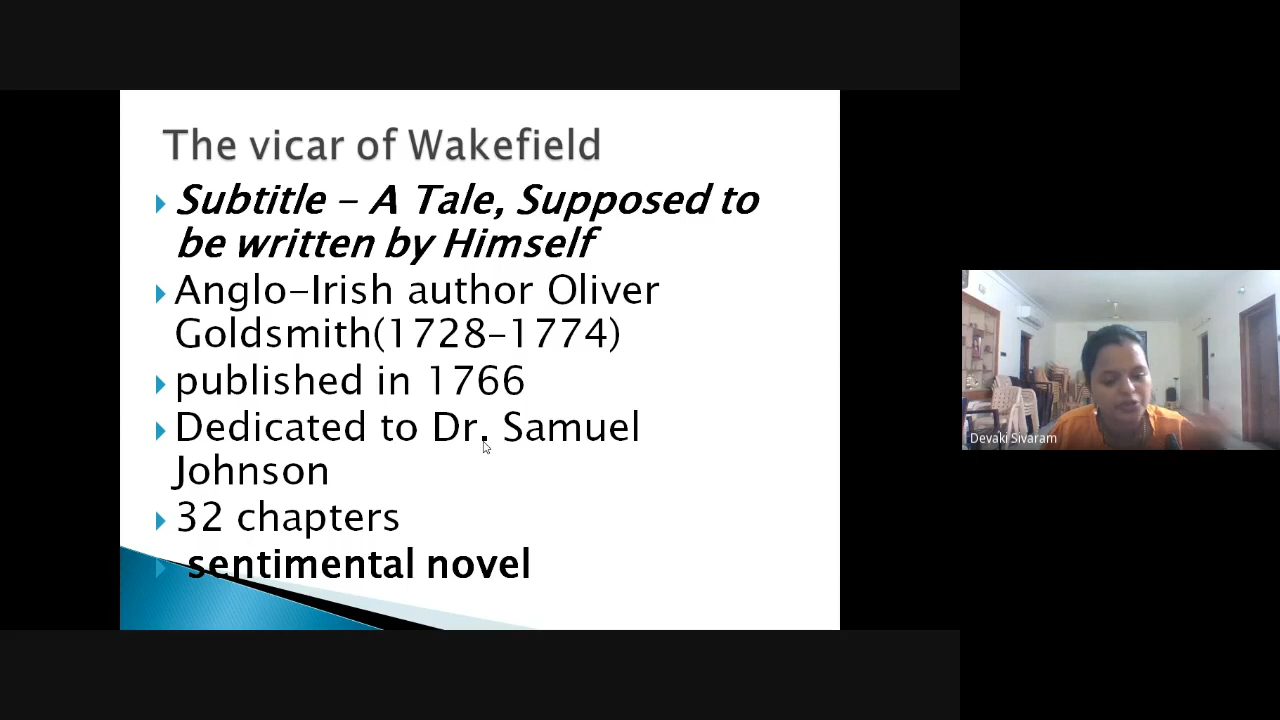 The vicar of Wakefield
Subtitle – A Tale, Supposed to
be written by Himself
Anglo-Irish author Oliver
Goldsmith(1728-1774)
published in 1766
Dedicated to Dr. Samuel
Johnson
32 chapters
sentimental novel
Devaki Sivaram